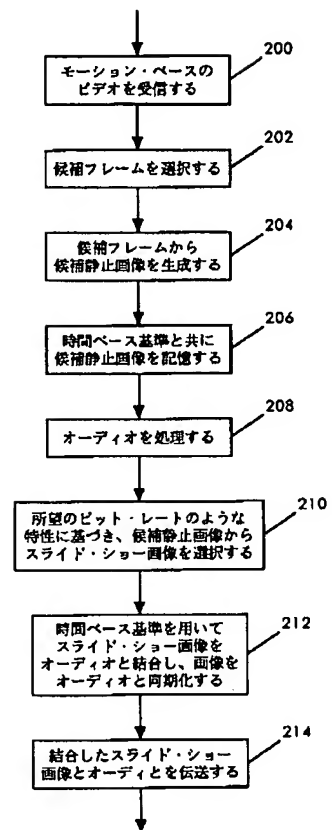 200
モーション・ベースの
ビデオを受信する
202
候補フレームを選択する
204
候補フレームから
候補静止画像を生成する
206
時間ベース基準と共に
候補静止画像を記憶する
208
オーディオを処理する
210
所望のビット・レートのような
特性に基づき、候補静止画像から
スライド・ショー画像を選択する
212
時間ベース基準を用いて
スライド・ショー画像を
オーディオと結合し、画像を
オーディオと同期化する
214
結合したスライド・ショー
画像とオーディとを伝送する